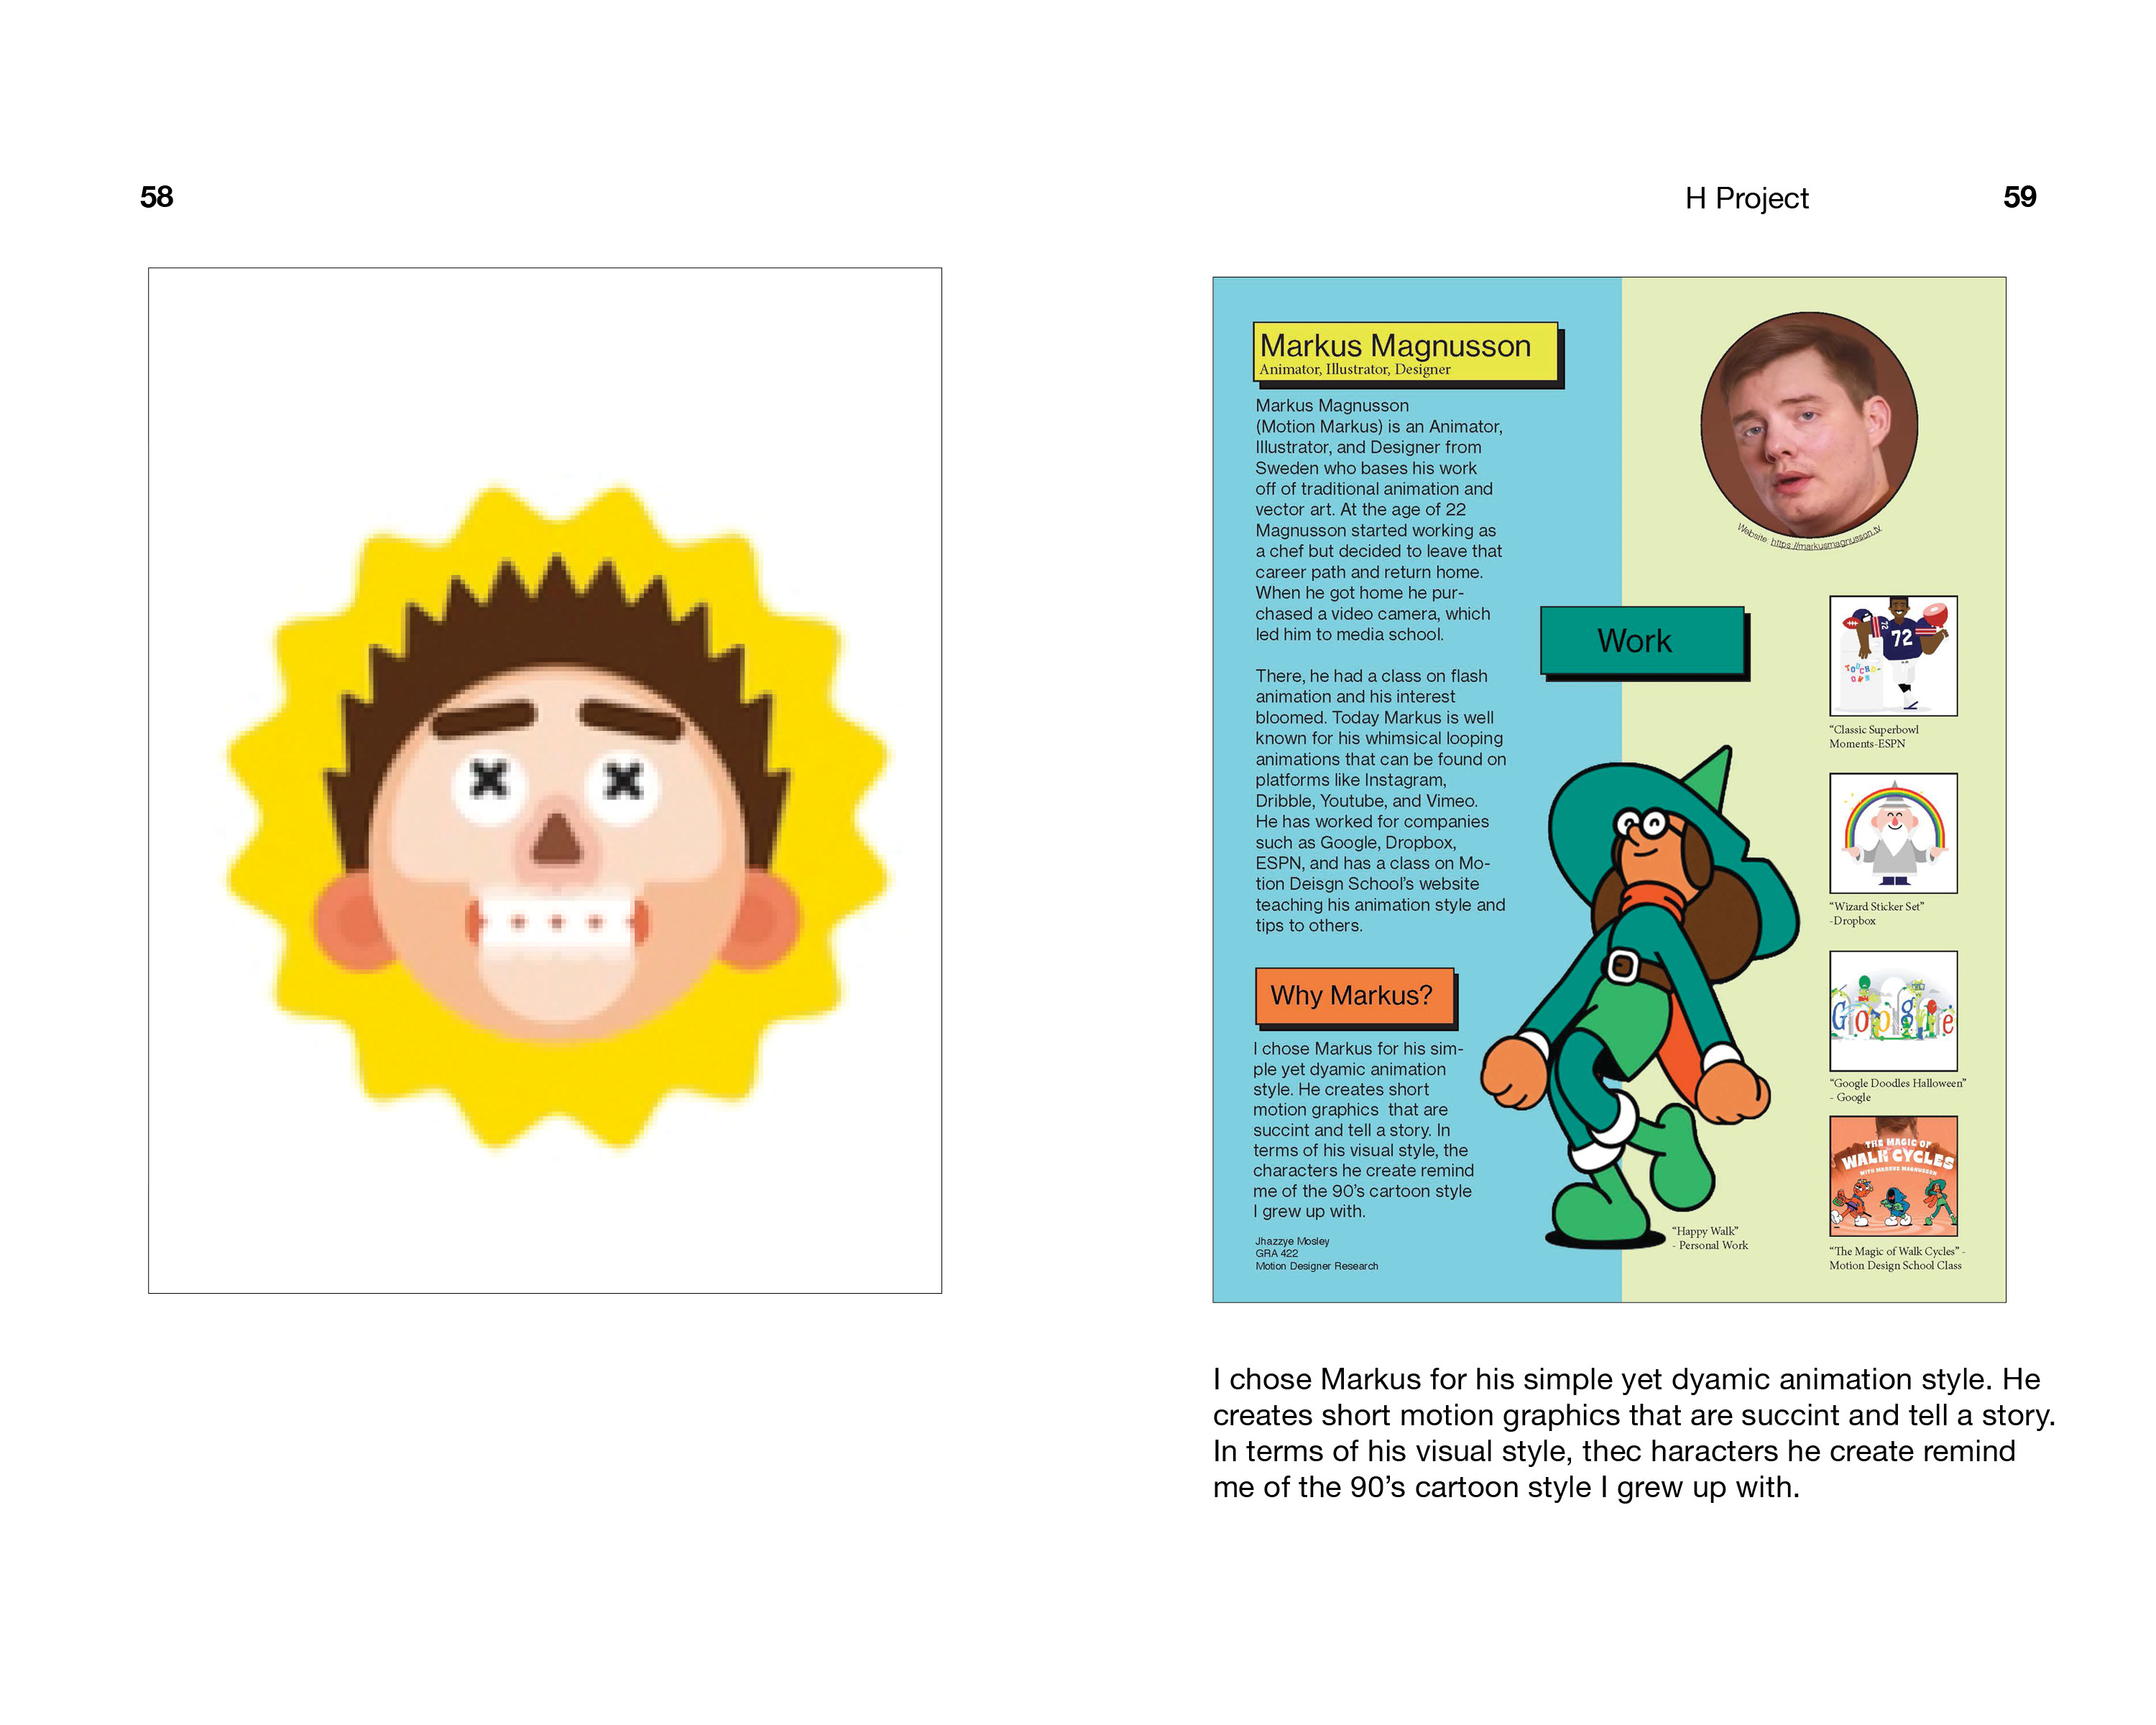 58
H Project
59
Markus Magnusson
Animator, Illustrator, Designer
Markus Magnusson
(Motion Markus) is an Animator,
Illustrator, and Designer from
Sweden who bases his work
off of traditional animation and
vector art. At the age of 22
Magnusson started working as
a chef but decided to leave that
career path and return home.
When he got home he pur-
chased a video camera, which
led him to media school.
There, he had a class on flash
animation and his interest
bloomed. Today Markus is well
known for his whimsical looping
animations that can be found on
platforms like Instagram,
Dribble, Youtube, and Vimeo.
He has worked for companies
such as Google, Dropbox,
ESPN, and has a class on Mo-
tion Deisgn School’s website
teaching his animation style and
tips to others.
Why Markus?
I chose Markus for his sim-
ple yet dyamic animation
style. He creates short
motion graphics  that are
succint and tell a story. In
terms of his visual style, the
characters he create remind
me of the 90’s cartoon style
I grew up with.
Jhazzye Mosley
GRA 422
Motion Designer Research
Website: https://markusmagnusson.tv
Work
72
72
TOUCHD-
OWN
“Classic Superbowl
Moments-ESPN
“Wizard Sticker Set”
-Dropbox
Google
“Google Doodles Halloween”
- Google
THE MAGIC OF
WALK CYCLES
WITH MARKUS MAGNUSSON
“The Magic of Walk Cycles” -
Motion Design School Class
“Happy Walk”
- Personal Work
I chose Markus for his simple yet dyamic animation style. He
creates short motion graphics that are succint and tell a story.
In terms of his visual style, thec haracters he create remind
me of the 90’s cartoon style I grew up with.